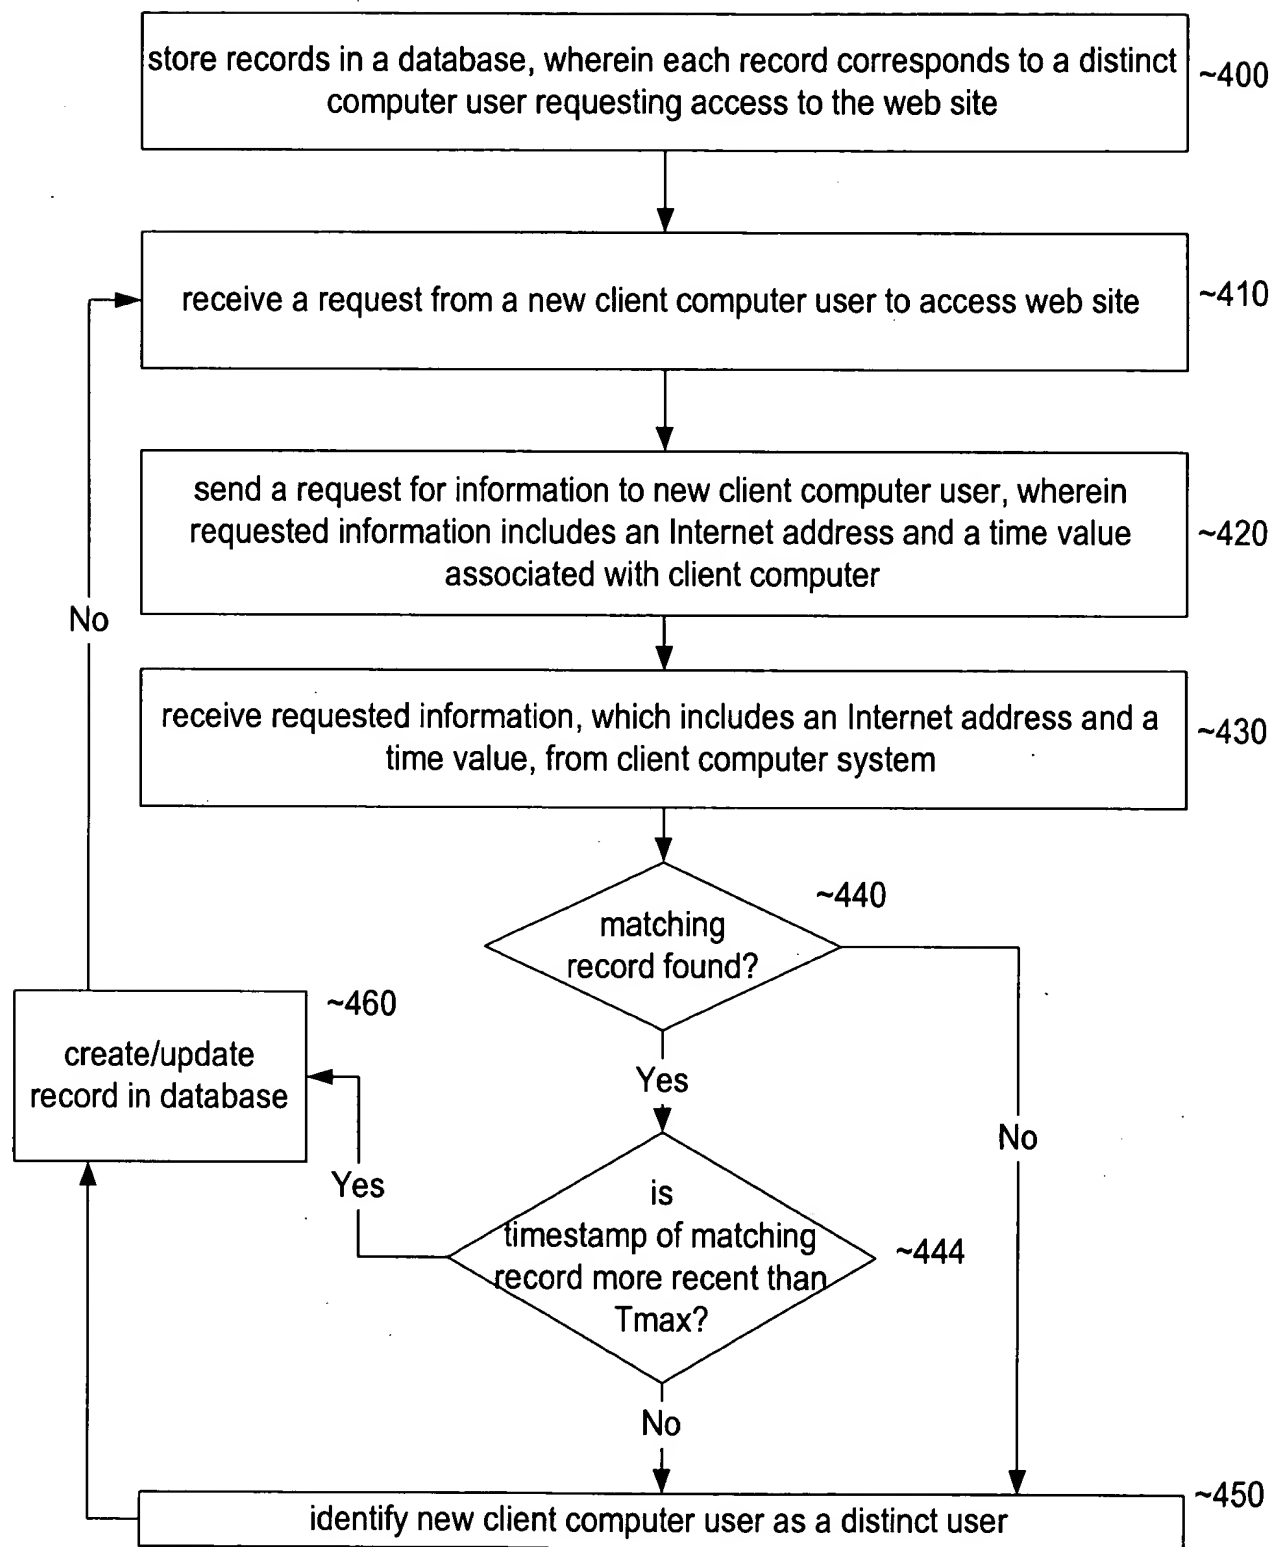 store records in a database, wherein each record corresponds to a distinct
computer user requesting access to the web site
~400
receive a request from a new client computer user to access web site
~410
send a request for information to new client computer user, wherein
requested information includes an Internet address and a time value
associated with client computer
~420
No
receive requested information, which includes an Internet address and a
time value, from client computer system
~430
~440
matching
record found?
~460
create/update
record in database
Yes
No
Yes
is
timestamp of matching
record more recent than
Tmax?
~444
No
~450
identify new client computer user as a distinct user